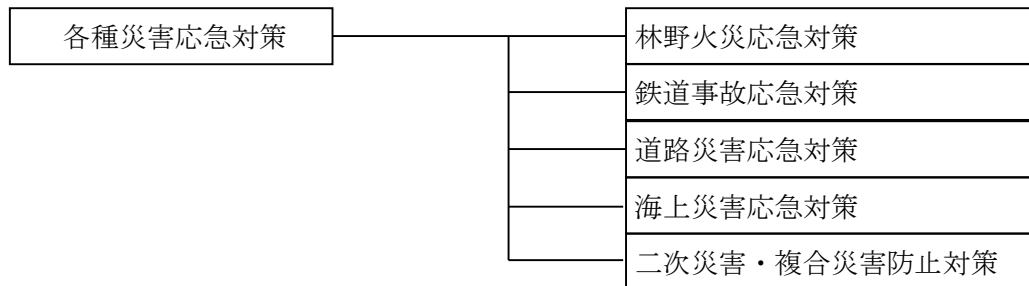 各種災害応急対策
林野火災応急対策
鉄道事故応急対策
道路災害応急対策
海上災害応急対策
二次災害・複合災害防止対策